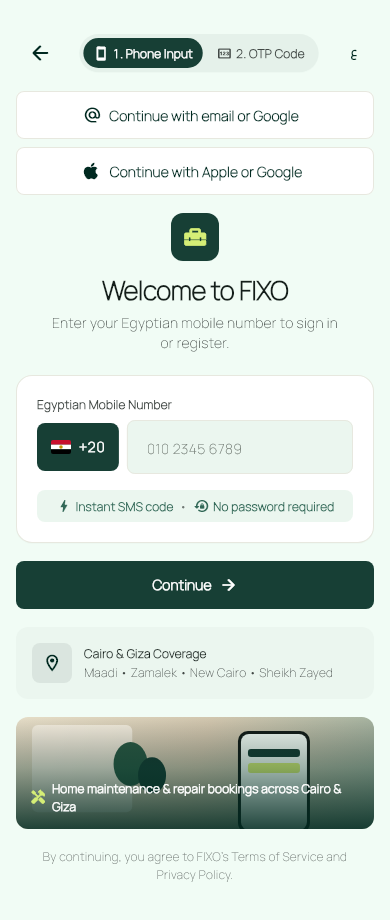 1. Phone Input
2. OTP Code
ع
Continue with email or Google
Continue with Apple or Google
Welcome to FIXO
Enter your Egyptian mobile number to sign in
or register.
Egyptian Mobile Number
+20
010 2345 6789
Instant SMS code • No password required
Continue
Cairo & Giza Coverage
Maadi • Zamalek • New Cairo • Sheikh Zayed
Home maintenance & repair bookings across Cairo &
Giza
By continuing, you agree to FIXO's Terms of Service and
Privacy Policy.